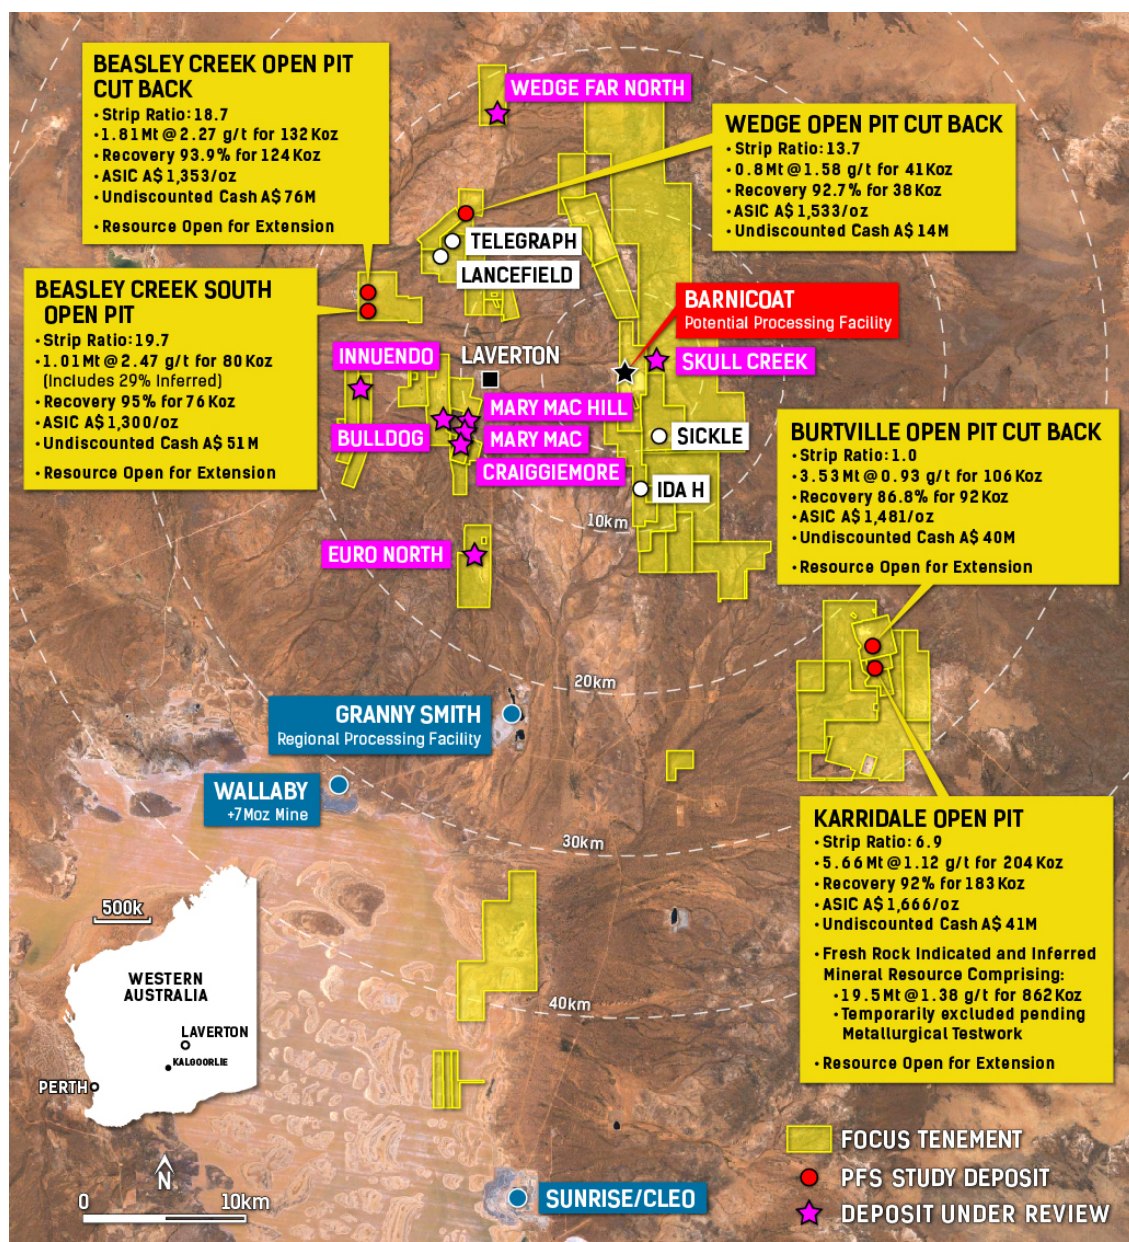 BEASLEY CREEK OPEN PIT
CUT BACK
• Strip Ratio: 18.7
• 1.81 Mt @ 2.27 g/t for 132 Koz
• Recovery 93.9% for 124 Koz
• ASIC A$ 1,353/oz
• Undiscounted Cash A$ 76M
• Resource Open for Extension
WEDGE FAR NORTH
WEDGE OPEN PIT CUT BACK
• Strip Ratio: 13.7
• 0.8 Mt @ 1.58 g/t for 41 Koz
• Recovery 92.7% for 38 Koz
• ASIC A$ 1,533/oz
• Undiscounted Cash A$ 14M
TELEGRAPH
LANCEFIELD
BEASLEY CREEK SOUTH
OPEN PIT
• Strip Ratio: 19.7
• 1.01 Mt @ 2.47 g/t for 80 Koz
(Includes 29% Inferred)
• Recovery 95% for 76 Koz
• ASIC A$ 1,300/oz
• Undiscounted Cash A$ 51M
• Resource Open for Extension
BARNICOAT
Potential Processing Facility
INNUENDO
LAVERTON
SKULL CREEK
MARY MAC HILL
BULLDOG
MARY MAC
SICKLE
CRAIGGIEMORE
IDA H
10km
EURO NORTH
BURTVILLE OPEN PIT CUT BACK
• Strip Ratio: 1.0
• 3.53 Mt @ 0.93 g/t for 106 Koz
• Recovery 86.8% for 92 Koz
• ASIC A$ 1,481/oz
• Undiscounted Cash A$ 40M
• Resource Open for Extension
20km
GRANNY SMITH
Regional Processing Facility
WALLABY
+7Moz Mine
30km
KARRIDALE OPEN PIT
• Strip Ratio: 6.9
• 5.66 Mt @ 1.12 g/t for 204 Koz
• Recovery 92% for 183 Koz
• ASIC A$ 1,666/oz
• Undiscounted Cash A$ 41M
• Fresh Rock Indicated and Inferred
Mineral Resource Comprising:
• 19.5 Mt @ 1.38 g/t for 862 Koz
• Temporarily excluded pending
Metallurgical Testwork
• Resource Open for Extension
40km
500k
WESTERN
AUSTRALIA
LAVERTON
KALGOORLIE
PERTH
N
0
10km
SUNRISE/CLEO
FOCUS TENEMENT
PFS STUDY DEPOSIT
DEPOSIT UNDER REVIEW